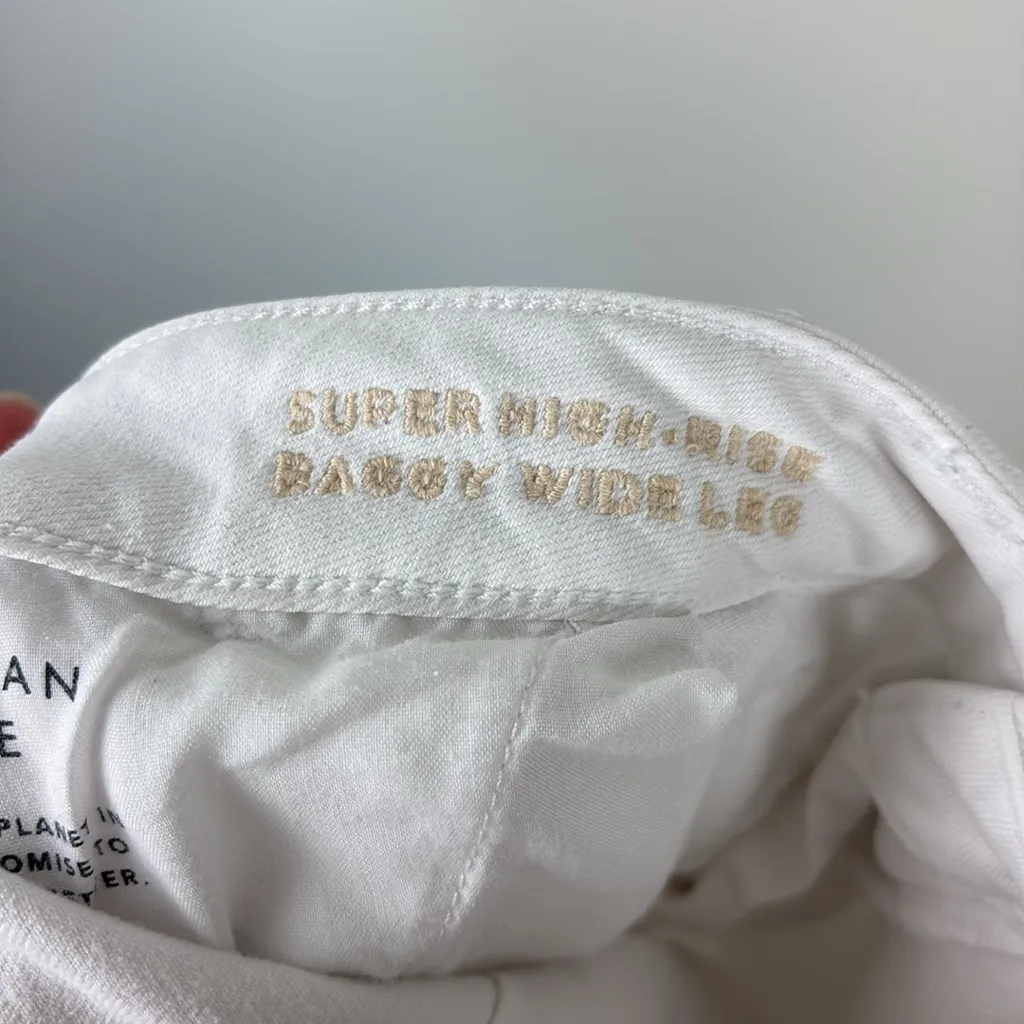 SUPER HIGH-RISE
BAGGY WIDE LEG
AN
E
PLANET IN
OMISE TO
ER.